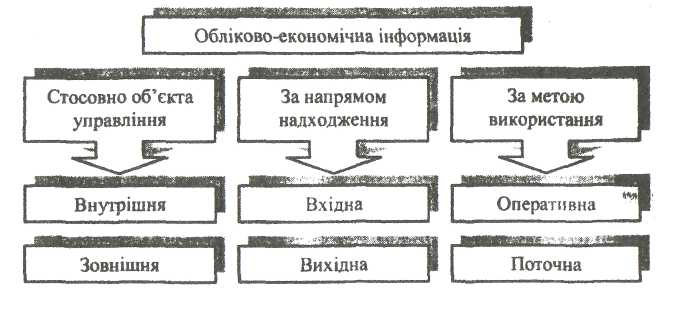 Обліково-економічна інформація
Стосовно об’єкта
управління
За напрямом
надходження
За метою
використання
Внутрішня
Вхідна
Оперативна
Зовнішня
Вихідна
Поточна